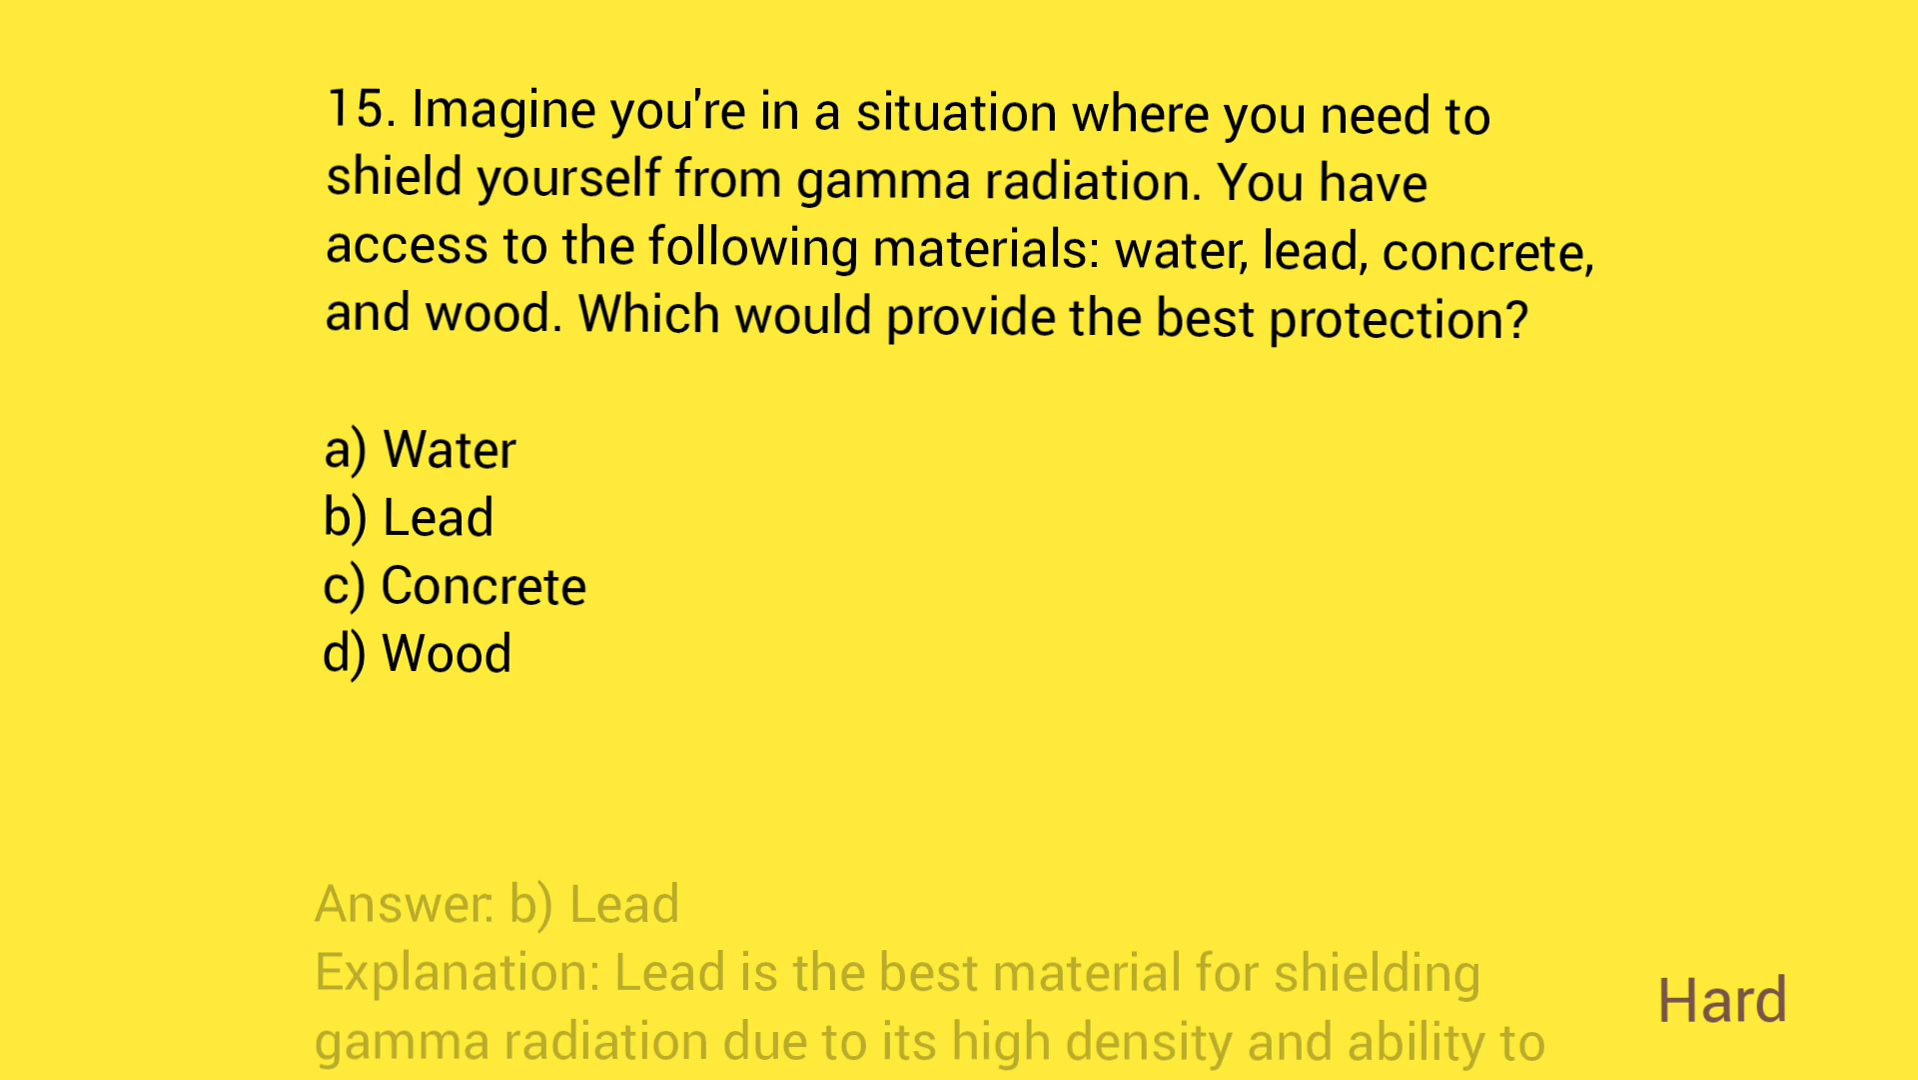 15. Imagine you're in a situation where you need to
shield yourself from gamma radiation. You have
access to the following materials: water, lead, concrete,
and wood. Which would provide the best protection?
a) Water
b) Lead
c) Concrete
d) Wood
Answer: b) Lead
Explanation: Lead is the best material for shielding
gamma radiation due to its high density and ability to
Hard